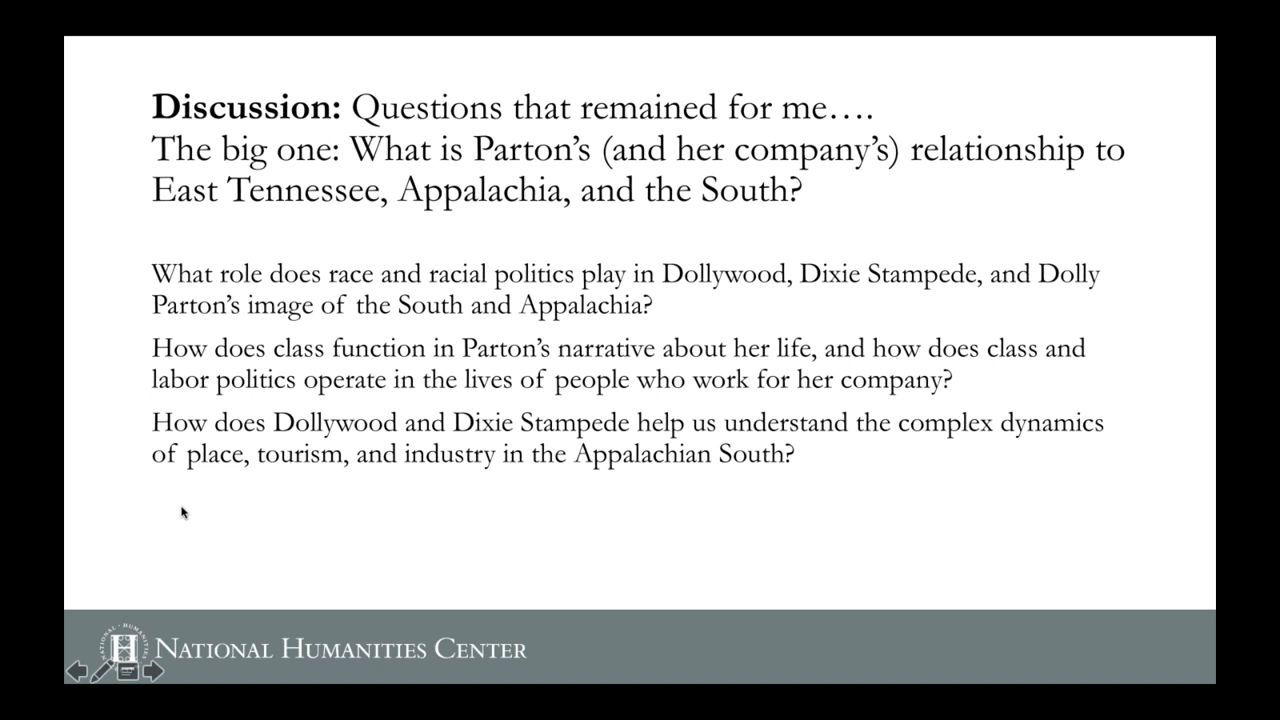 Discussion: Questions that remained for me….
The big one: What is Parton’s (and her company’s) relationship to
East Tennessee, Appalachia, and the South?
What role does race and racial politics play in Dollywood, Dixie Stampede, and Dolly
Parton’s image of the South and Appalachia?
How does class function in Parton’s narrative about her life, and how does class and
labor politics operate in the lives of people who work for her company?
How does Dollywood and Dixie Stampede help us understand the complex dynamics
of place, tourism, and industry in the Appalachian South?
NATIONAL HUMANITIES CENTER